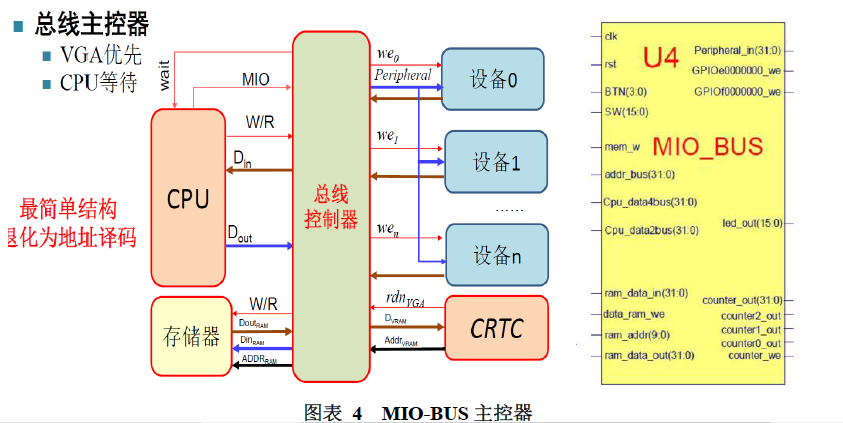 总线主控器
VGA优先
CPU等待
最简单结构
退化为地址译码
wait
MIO
W/R
Din
CPU
Dout
W/R
DoutRAM
DinRAM
ADDRRAM
存储器
总线
控制器
we0
Peripheral
设备0
we1
设备1
......
wen
设备n
rdnVGA
DVRAM
AddrVRAM
CRTC
U4
MIO_BUS
clk
rst
BTN(3:0)
SW(15:0)
mem_w
addr_bus(31:0)
Cpu_data4bus(31:0)
Cpu_data2bus(31:0)
ram_data_in(31:0)
data_ram_we
ram_addr(9:0)
ram_data_out(31:0)
Peripheral_in(31:0)
GPIOe0000000_we
GPIOf0000000_we
led_out(15:0)
counter_out(31:0)
counter2_out
counter1_out
counter0_out
counter_we
图表 4 MIO-BUS 主控器